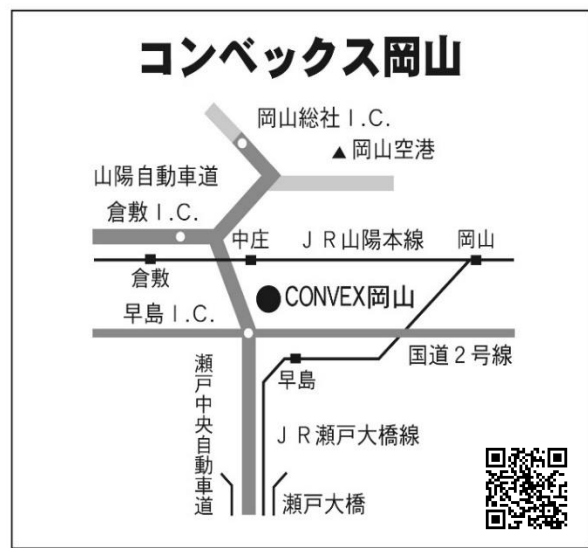 コンベックス岡山
岡山総社I.C.
▲岡山空港
山陽自動車道
倉敷I.C.
中庄
JR山陽本線
岡山
倉敷
CONVEX岡山
早島I.C.
国道2号線
早島
瀬戸中央自動車道
JR瀬戸大橋線
瀬戸大橋